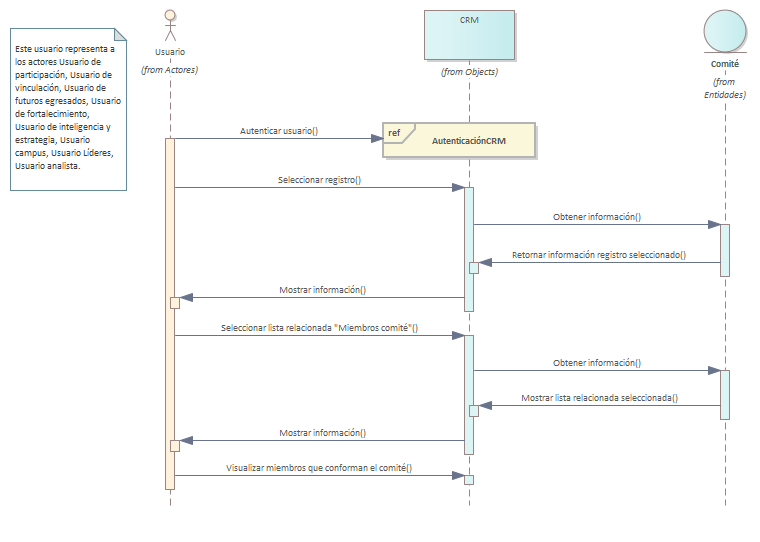 Este usuario representa a
los actores Usuario de
participación, Usuario de
vinculación, Usuario de
futuros egresados, Usuario
de fortalecimiento,
Usuario de inteligencia y
estrategia, Usuario
campus, Usuario Líderes,
Usuario analista.
Usuario
(from Actores)
CRM
(from Objects)
Comité
(from
Entidades)
Autenticar usuario()
ref
AutenticaciónCRM
Seleccionar registro()
Obtener información()
Retornar información registro seleccionado()
Mostrar información()
Seleccionar lista relacionada "Miembros comité"()
Obtener información()
Mostrar lista relacionada seleccionada()
Mostrar información()
Visualizar miembros que conforman el comité()